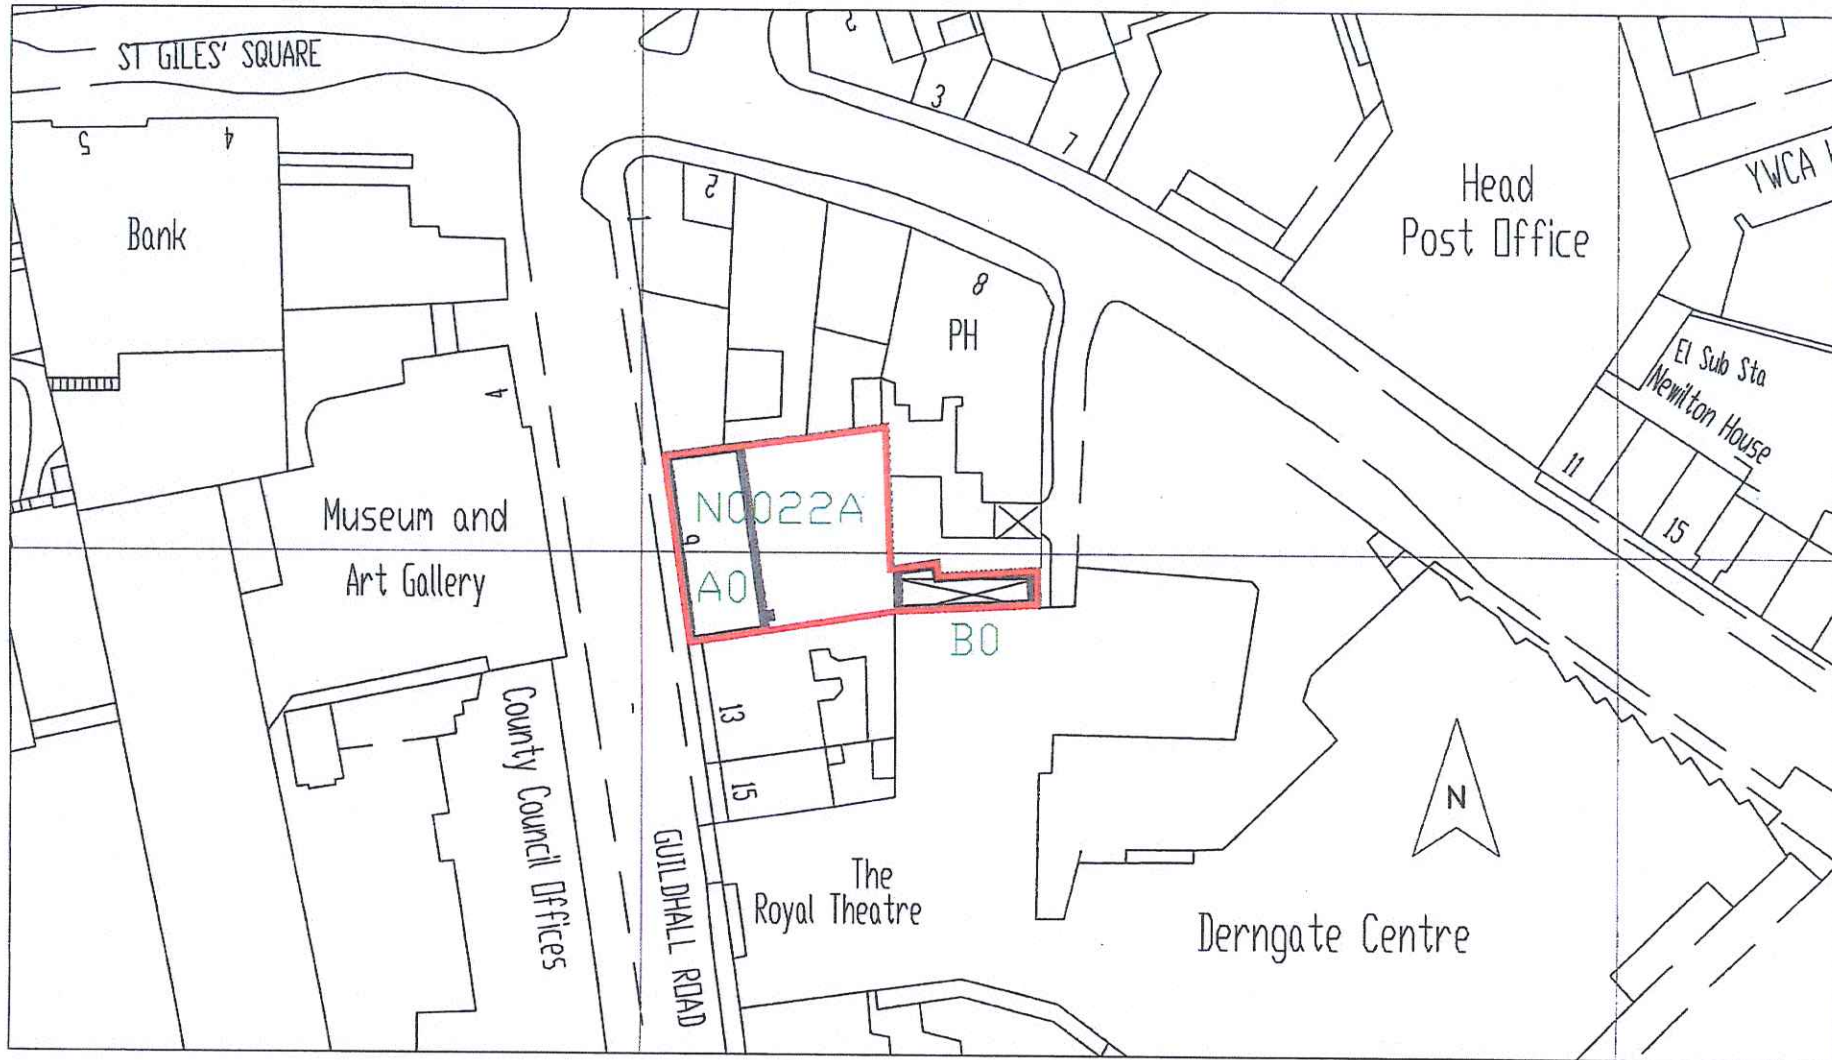 ST GILES' SQUARE
5
4
Bank
2
3
7
Head
Post Office
YWCA
1
2
8
PH
El Sub Sta
Newilton House
11
15
4
Museum and
Art Gallery
N0022A
9
A0
B0
13
15
County Council Offices
GUILDHALL ROAD
The
Royal Theatre
Derngate Centre
N